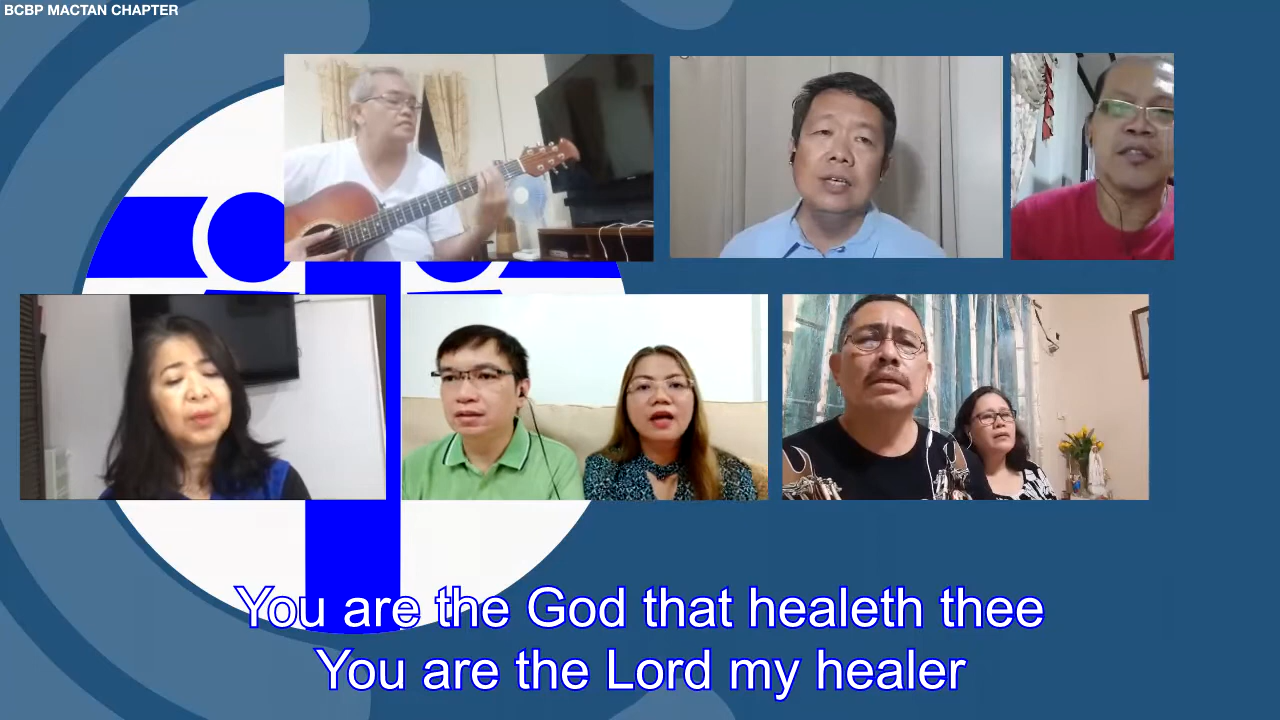 BCBP MACTAN CHAPTER
You are the God that healeth thee
You are the Lord my healer